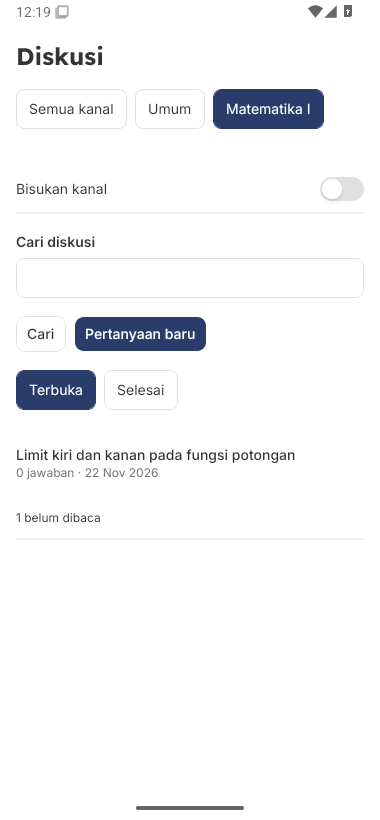 12:19
Diskusi
Semua kanal
Umum
Matematika I
Bisukan kanal
Cari diskusi
Cari
Pertanyaan baru
Terbuka
Selesai
Limit kiri dan kanan pada fungsi potongan
0 jawaban · 22 Nov 2026
1 belum dibaca